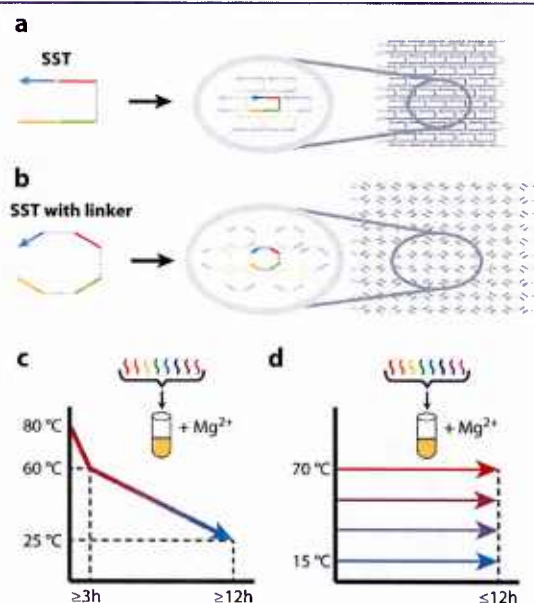 a
SST
b
SST with linker
c
+ Mg²⁺
80 °C
60 °C
25 °C
≥3h
≥12h
d
+ Mg²⁺
70 °C
15 °C
≤12h